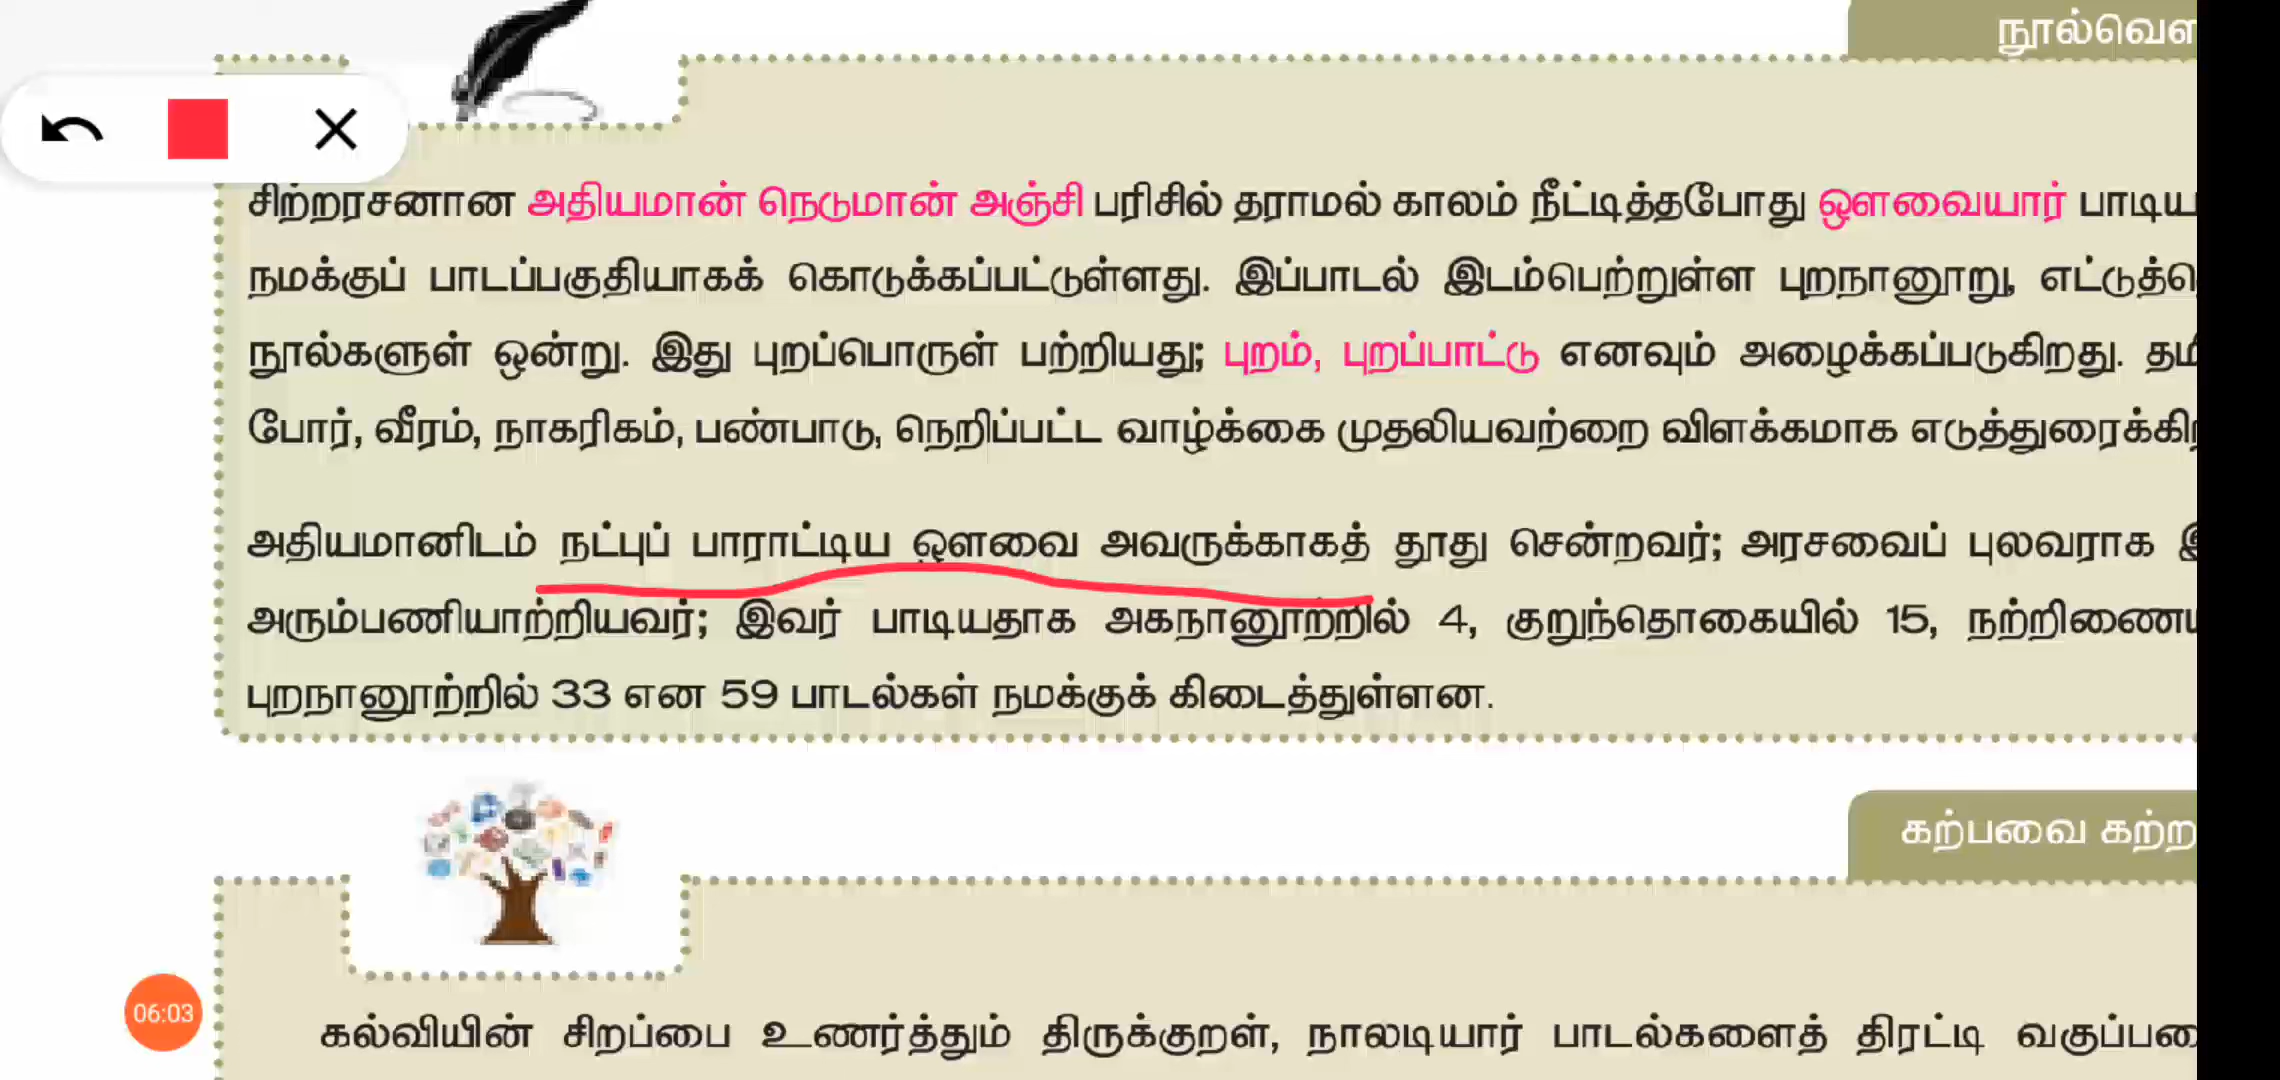 நூல்வெ
சிற்றரசனான அதியமான் நெடுமான் அஞ்சி பரிசில் தராமல் காலம் நீட்டித்தபோது ஔவையார் பாடிய
நமக்குப் பாடப்பகுதியாகக் கொடுக்கப்பட்டுள்ளது. இப்பாடல் இடம்பெற்றுள்ள புறநானூறு, எட்டுத்
நூல்களுள் ஒன்று. இது புறப்பொருள் பற்றியது; புறம், புறப்பாட்டு எனவும் அழைக்கப்படுகிறது. தமி
போர், வீரம், நாகரிகம், பண்பாடு, நெறிப்பட்ட வாழ்க்கை முதலியவற்றை விளக்கமாக எடுத்துரைக்கி
அதியமானிடம் நட்புப் பாராட்டிய ஔவை அவருக்காகத் தூது சென்றவர்; அரசவைப் புலவராக
அரும்பணியாற்றியவர்; இவர் பாடியதாக அகநானூற்றில் 4, குறுந்தொகையில் 15, நற்றிணை
புறநானூற்றில் 33 என 59 பாடல்கள் நமக்குக் கிடைத்துள்ளன.
கற்பவை கற்ற
06:03
கல்வியின் சிறப்பை உணர்த்தும் திருக்குறள், நாலடியார் பாடல்களைத் திரட்டி வகுப்ப